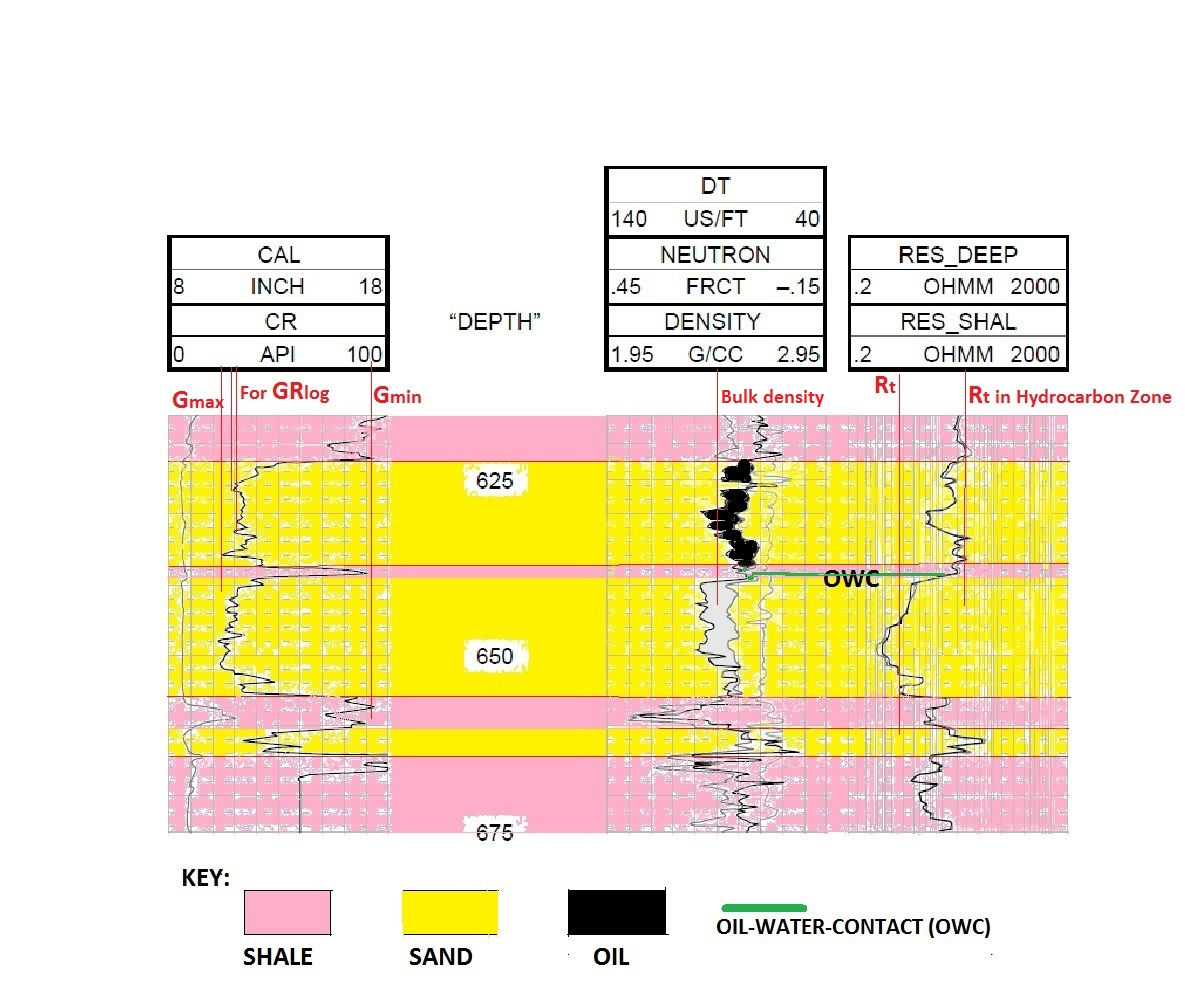 DT
140 US/FT 40
NEUTRON
.45 FRCT –.15
DENSITY
1.95 G/CC 2.95
CAL
8 INCH 18
CR
0 API 100
“DEPTH”
RES_DEEP
.2 OHMM 2000
RES_SHAL
.2 OHMM 2000
Gmax
For GRlog
Gmin
Bulk density
Rt
Rt in Hydrocarbon Zone
625
OWC
650
675
KEY:
SHALE
SAND
OIL
OIL-WATER-CONTACT (OWC)